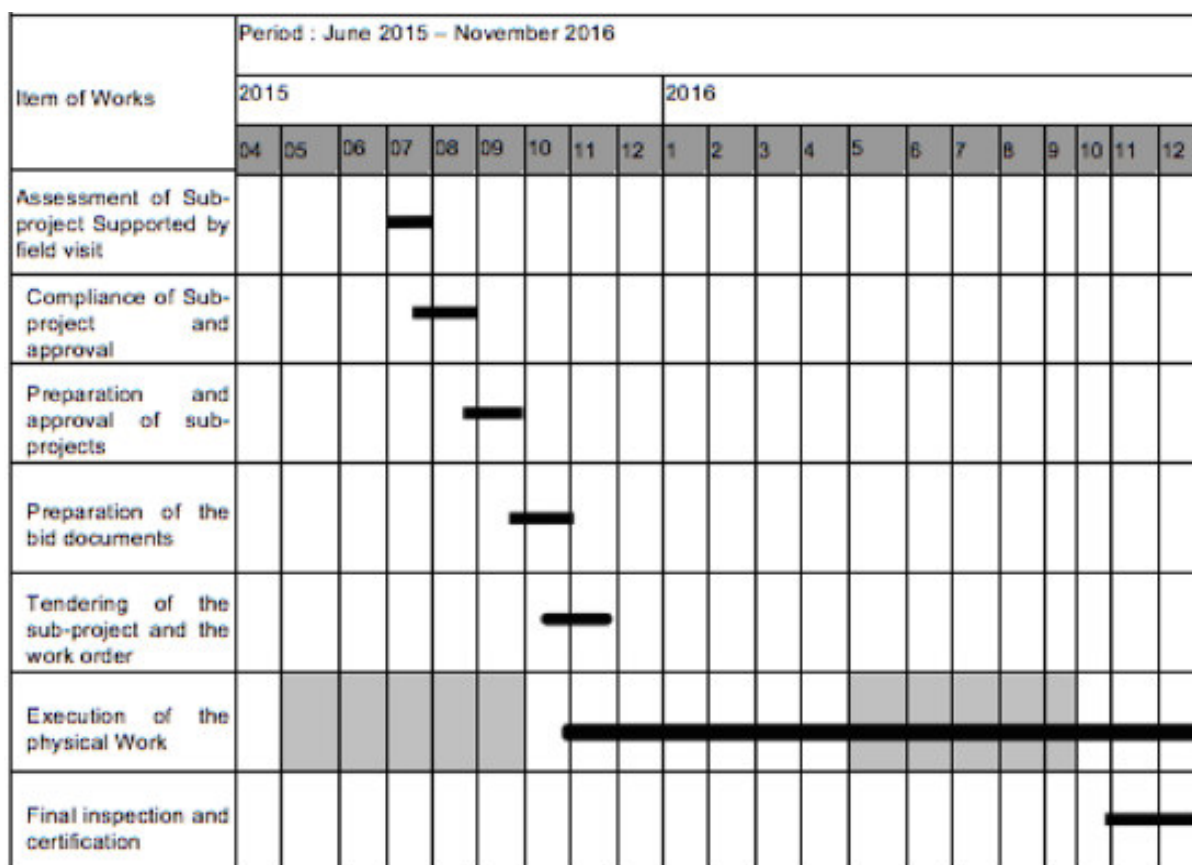 Period : June 2015 – November 2016
Item of Works
2015 2016
04 05 06 07 08 09 10 11 12 1 2 3 4 5 6 7 8 9 10 11 12
Assessment of Sub-
project Supported by
field visit
Compliance of Sub-
project and
approval
Preparation and
approval of sub-
projects
Preparation of the
bid documents
Tendering of the
sub-project and the
work order
Execution of the
physical Work
Final inspection and
certification